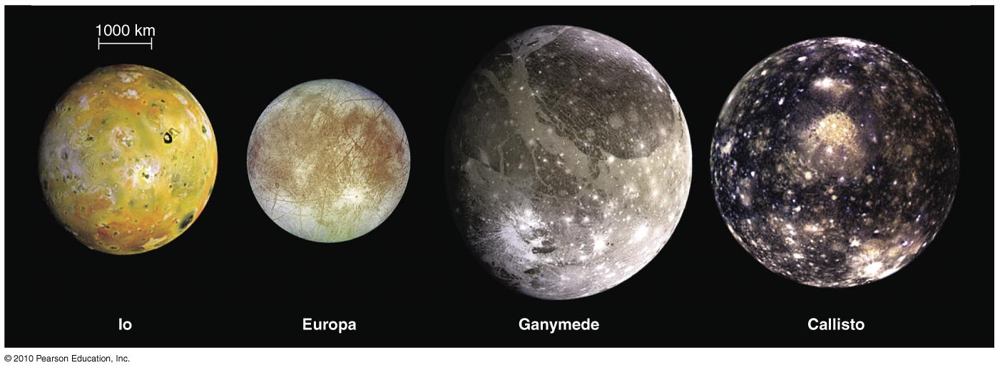 1000 km
Io
Europa
Ganymede
Callisto
© 2010 Pearson Education, Inc.